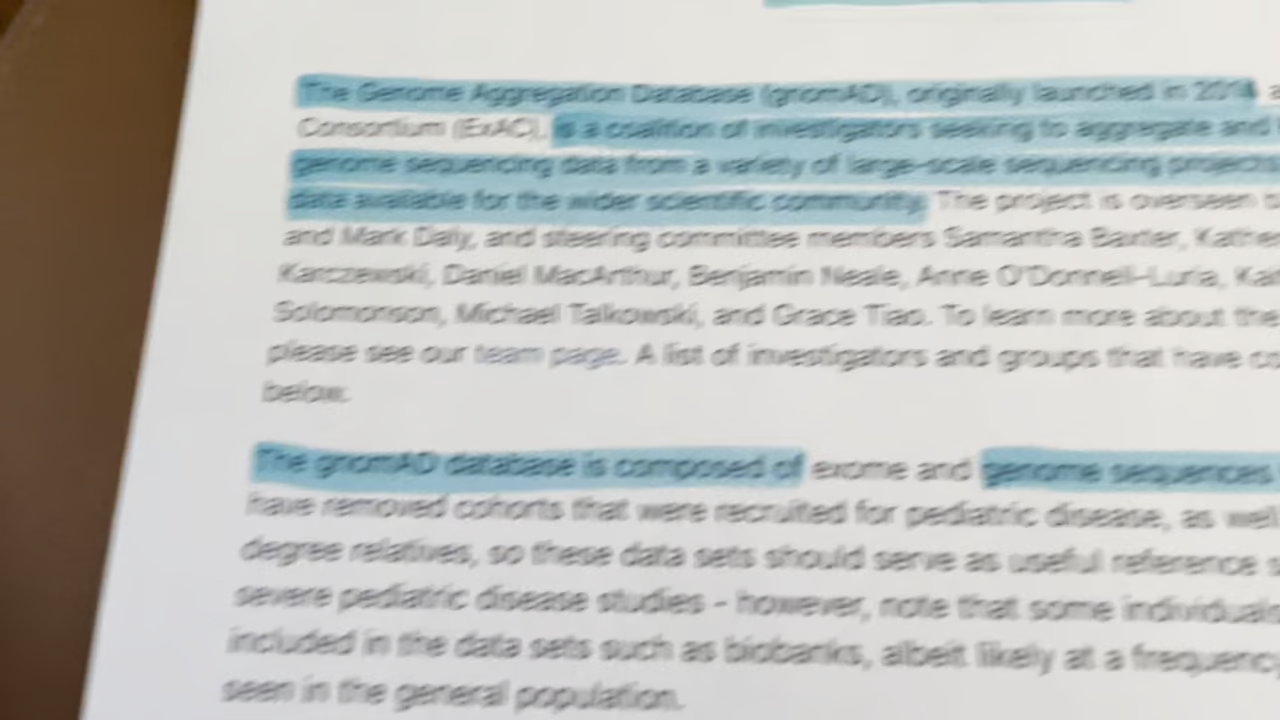 The Genome Aggregation Database (gnomAD), originally launched in 2014 a
Consortium (ExAC), is a coalition of investigators seeking to aggregate and
genome sequencing data from a variety of large-scale sequencing projects
data available for the wider scientific community. The project is overseen
and Mark Daly, and steering committee members Samantha Baxter,
Karczewski, Daniel MacArthur, Benjamin Neale, Anne O'Donnell-Luria,
Solomonson, Michael Talkowski, and Grace Tiao. To learn more about the
please see our team page. A list of investigators and groups that have
below.
The gnomAD database is composed of exome and genome sequences
have removed cohorts that were recruited for pediatric disease, as well
degree relatives, so these data sets should serve as useful reference
severe pediatric disease studies - however, note that some individuals
included in the data sets such as biobanks, albeit likely at a frequency
seen in the general population.